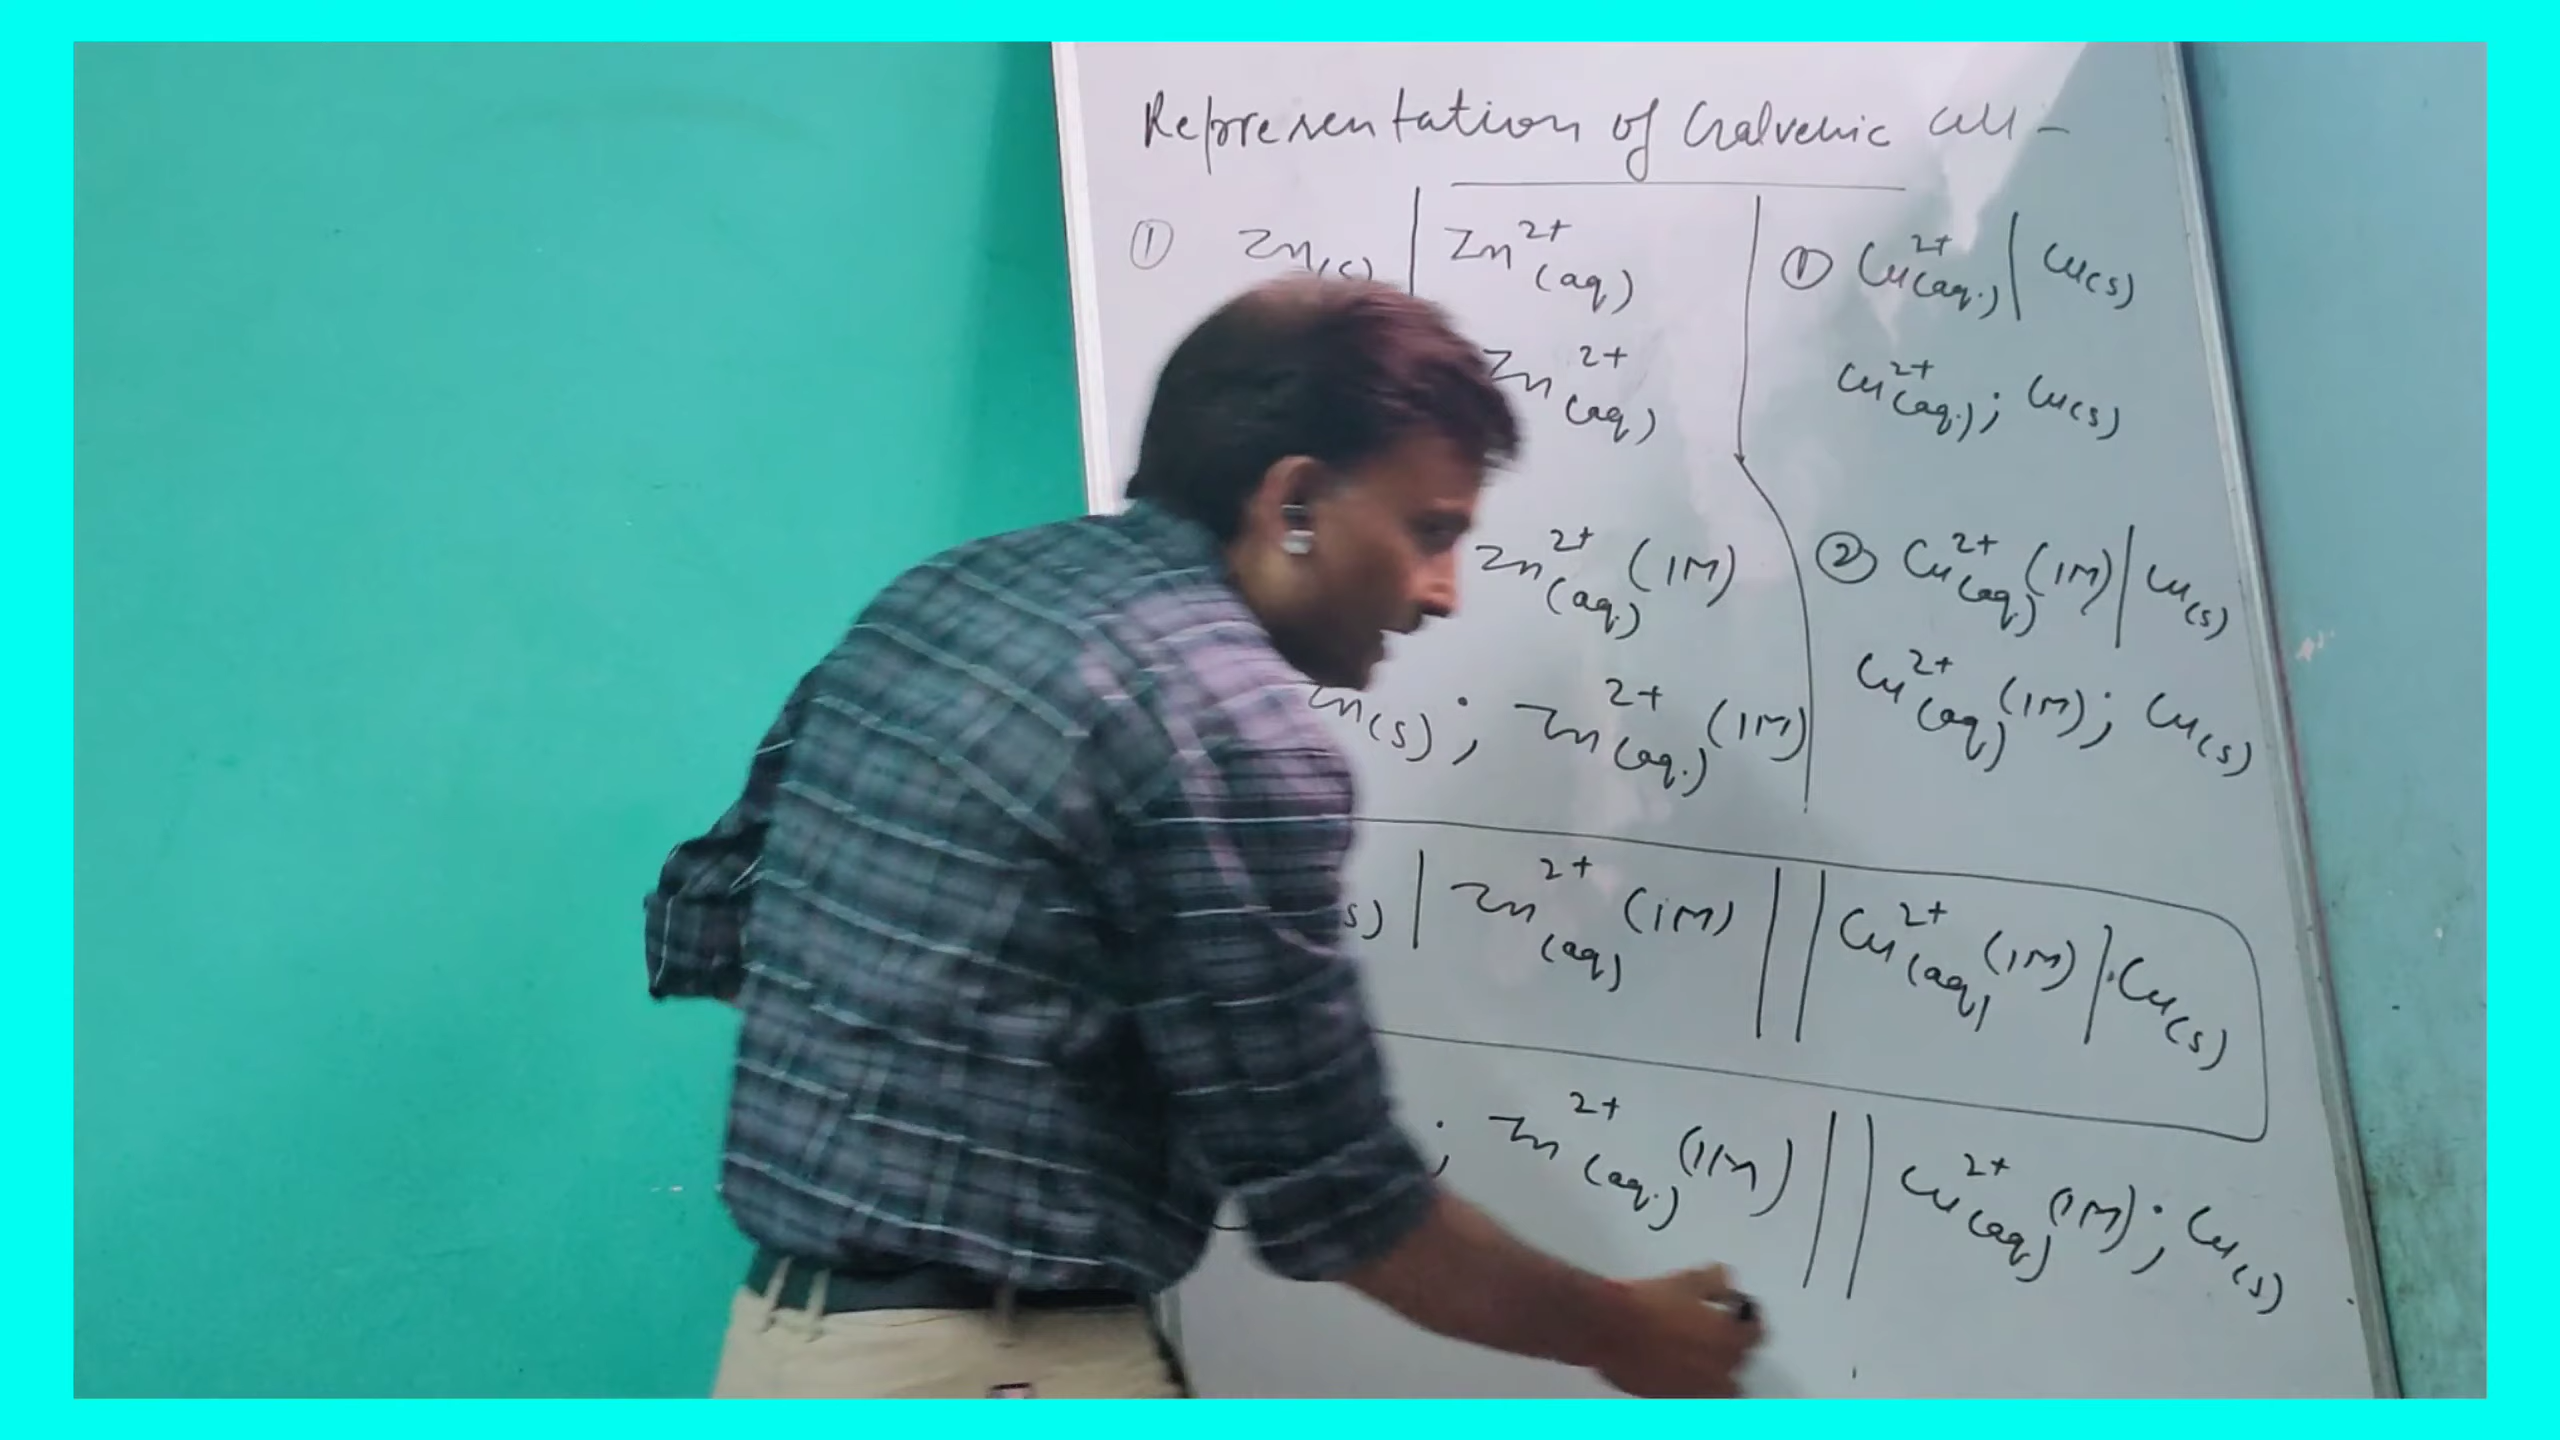 Representation of Galvenic cell -
① Zn(s) | Zn²⁺(aq) | ① Cu²⁺(aq.) | Cu(s)
Zn²⁺(aq) Cu²⁺(aq.) ; Cu(s)
Zn²⁺(aq.) (1M) ② Cu²⁺(aq.) (1M) | Cu(s)
Zn(s) ; Zn²⁺(aq.) (1M) Cu²⁺(aq) (1M) ; Cu(s)
(s) | Zn²⁺(aq) (1M) || Cu²⁺(aq) (1M) | Cu(s)
; Zn²⁺(aq.) (1M) || Cu²⁺(aq) (1M) ; Cu(s)